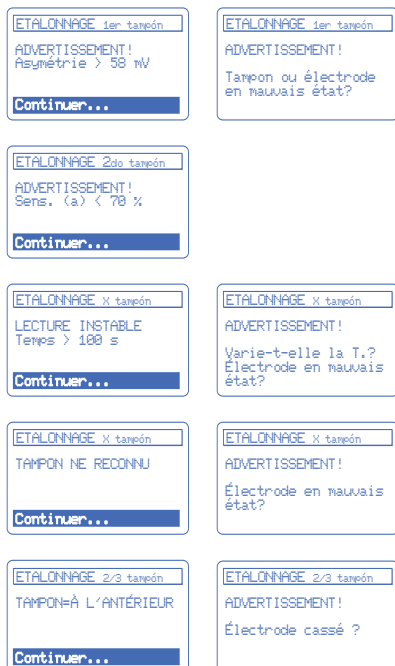 ETALONNAGE 1er tampón
ADVERTISSEMENT!
Asymétrie > 58 mV
Continuer...
ETALONNAGE 1er tampón
ADVERTISSEMENT!
Tampon ou électrode
en mauvais état?
ETALONNAGE 2do tampón
ADVERTISSEMENT!
Sens. (a) < 70 %
Continuer...
ETALONNAGE X tampón
LECTURE INSTABLE
Temps > 100 s
Continuer...
ETALONNAGE X tampón
ADVERTISSEMENT!
Varie-t-elle la T.?
Électrode en mauvais
état?
ETALONNAGE X tampón
TAMPON NE RECONNU
Continuer...
ETALONNAGE X tampón
ADVERTISSEMENT!
Électrode en mauvais
état?
ETALONNAGE 2/3 tampón
TAMPON=À L'ANTÉRIEUR
Continuer...
ETALONNAGE 2/3 tampón
ADVERTISSEMENT!
Électrode cassé ?